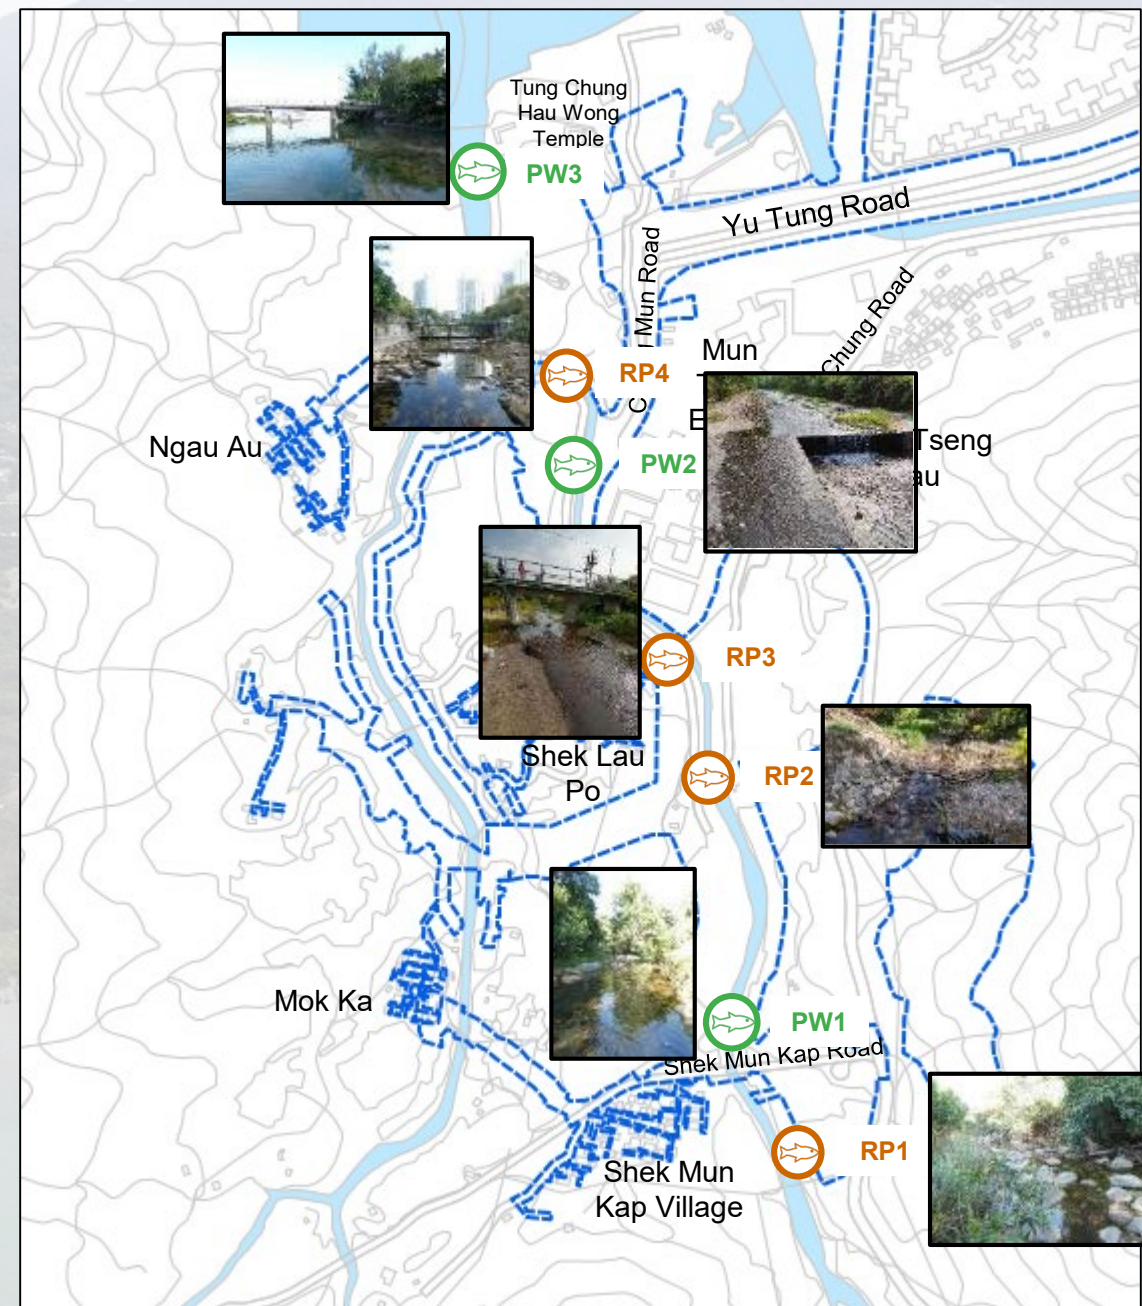 Tung Chung
Hau Wong
Temple
PW3
Yu Tung Road
Mun Road
Chung Road
Mun
RP4
Ngau Au
PW2
Tseng
RP3
Shek Lau
Po
RP2
Mok Ka
PW1
Shek Mun Kap Road
RP1
Shek Mun
Kap Village